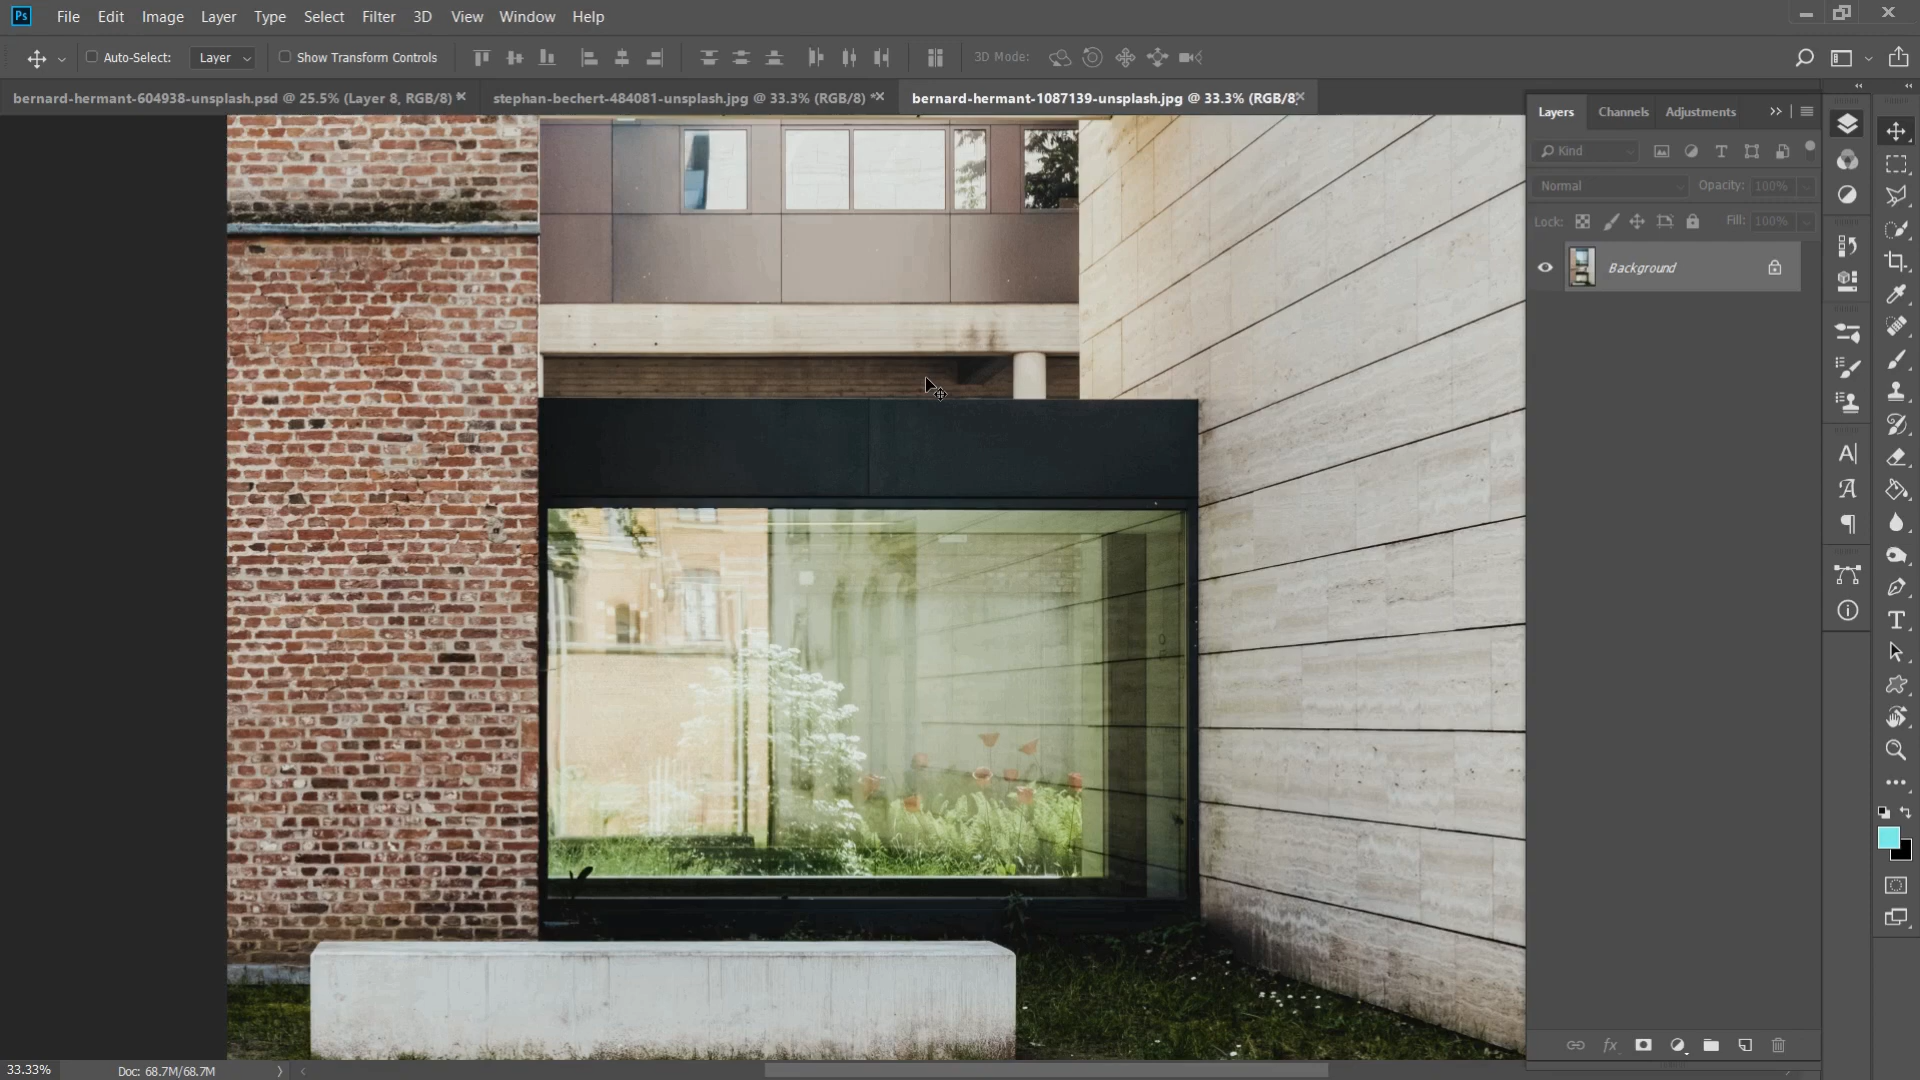 Ps File Edit Image Layer Type Select Filter 3D View Window Help
Auto-Select: Layer Show Transform Controls 3D Mode:
bernard-hermant-604938-unsplash.psd @ 25.5% (Layer 8, RGB/8) * stephan-bechert-484081-unsplash.jpg @ 33.3% (RGB/8) * bernard-hermant-1087139-unsplash.jpg @ 33.3% (RGB/8
Layers Channels Adjustments
Kind
Normal Opacity: 100%
Lock: Fill: 100%
Background
fx
33.33% Doc: 68.7M/68.7M